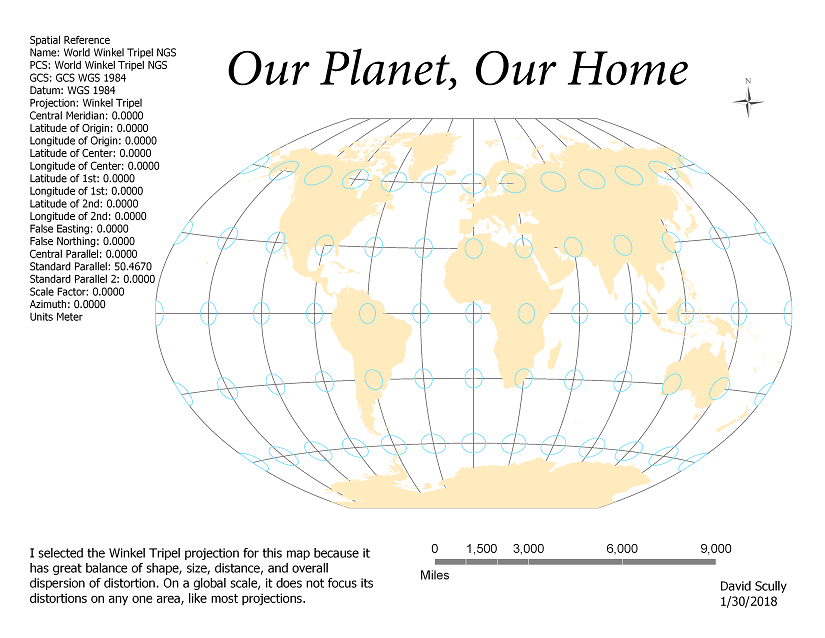 Spatial Reference
Name: World Winkel Tripel NGS
PCS: World Winkel Tripel NGS
GCS: GCS WGS 1984
Datum: WGS 1984
Projection: Winkel Tripel
Central Meridian: 0.0000
Latitude of Origin: 0.0000
Longitude of Origin: 0.0000
Latitude of Center: 0.0000
Longitude of Center: 0.0000
Latitude of 1st: 0.0000
Longitude of 1st: 0.0000
Latitude of 2nd: 0.0000
Longitude of 2nd: 0.0000
False Easting: 0.0000
False Northing: 0.0000
Central Parallel: 0.0000
Standard Parallel: 50.4670
Standard Parallel 2: 0.0000
Scale Factor: 0.0000
Azimuth: 0.0000
Units Meter
Our Planet, Our Home
N
I selected the Winkel Tripel projection for this map because it
has great balance of shape, size, distance, and overall
dispersion of distortion. On a global scale, it does not focus its
distortions on any one area, like most projections.
0 1,500 3,000 6,000 9,000
Miles
David Scully
1/30/2018